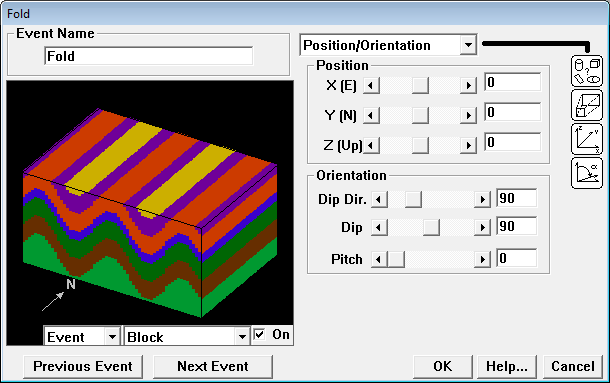 Fold
Event Name
Fold
Position/Orientation
Position
X (E)
0
Y (N)
0
Z (Up)
0
Orientation
Dip Dir.
90
Dip
90
Pitch
0
N
Event
Block
On
Z
Y
X
α
Previous Event
Next Event
OK
Help...
Cancel